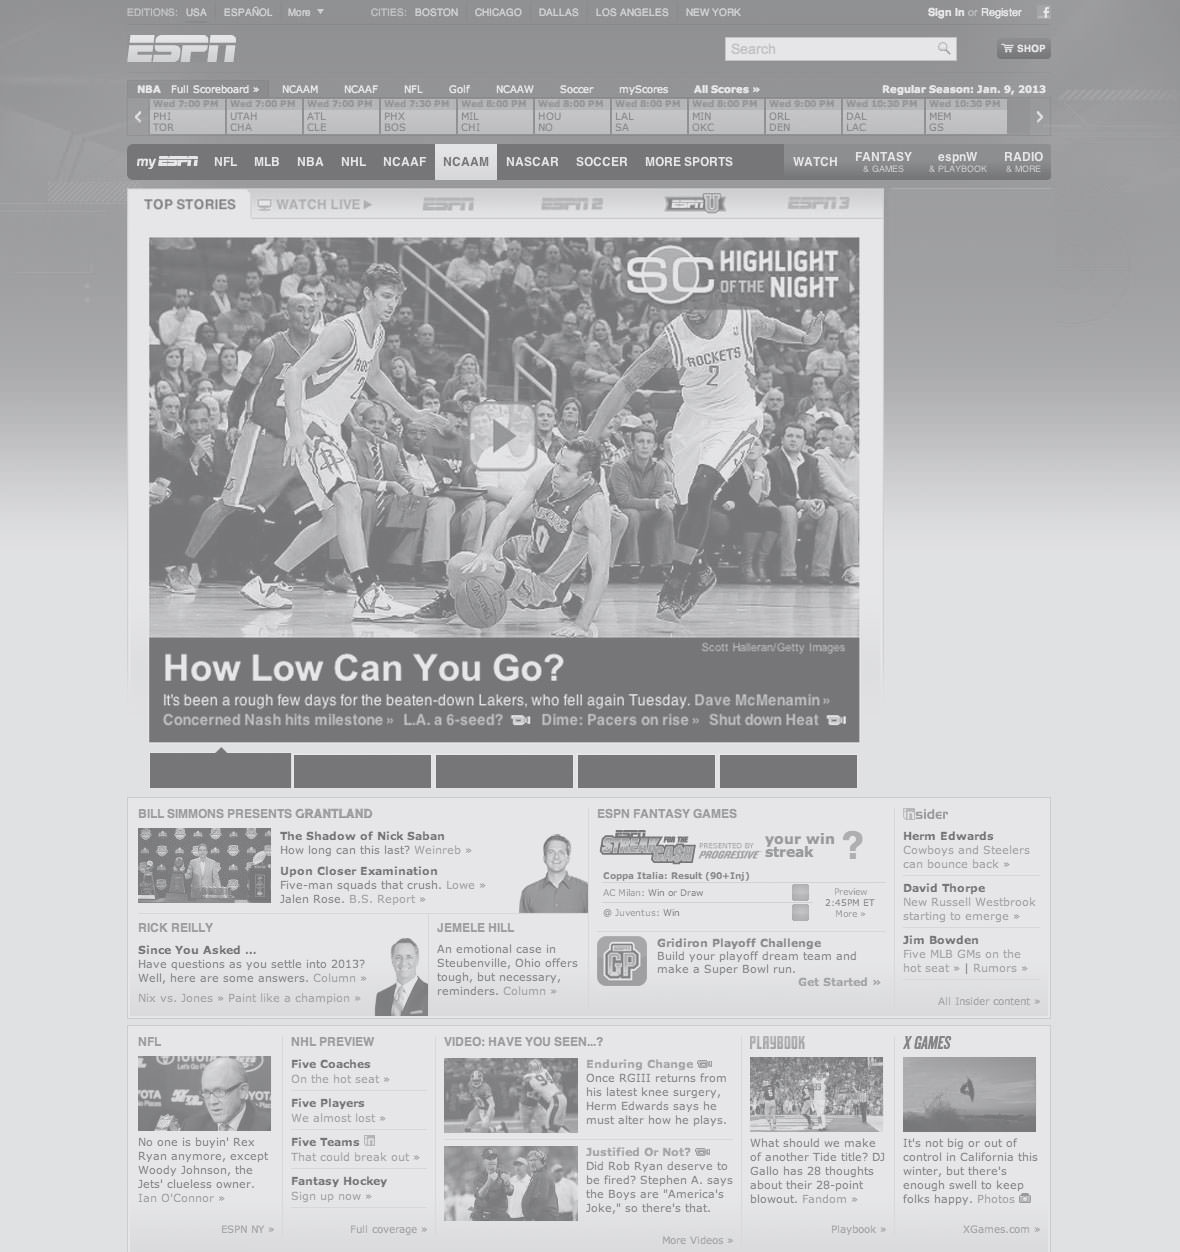 EDITIONS: USA ESPAÑOL More CITIES: BOSTON CHICAGO DALLAS LOS ANGELES NEW YORK Sign In or Register
ESPN Search SHOP
NBA Full Scoreboard » NCAAM NCAAF NFL Golf NCAAW Soccer myScores All Scores » Regular Season: Jan. 9, 2013
Wed 7:00 PM Wed 7:00 PM Wed 7:00 PM Wed 7:30 PM Wed 8:00 PM Wed 8:00 PM Wed 8:00 PM Wed 8:00 PM Wed 9:00 PM Wed 10:30 PM Wed 10:30 PM
PHI UTAH ATL PHX MIL HOU LAL MIN ORL DAL MEM
TOR CHA CLE BOS CHI NO SA OKC DEN LAC GS
my ESPN NFL MLB NBA NHL NCAAF NCAAM NASCAR SOCCER MORE SPORTS WATCH FANTASY espnW RADIO
& GAMES & PLAYBOOK & MORE
TOP STORIES WATCH LIVE ESPN ESPN 2 ESPN U ESPN 3
SC HIGHLIGHT
OF THE NIGHT
ROCKETS
2
Scott Halleran/Getty Images
How Low Can You Go?
It's been a rough few days for the beaten-down Lakers, who fell again Tuesday. Dave McMenamin »
Concerned Nash hits milestone » L.A. a 6-seed? Dime: Pacers on rise » Shut down Heat
BILL SIMMONS PRESENTS GRANTLAND
The Shadow of Nick Saban
How long can this last? Weinreb »
Upon Closer Examination
Five-man squads that crush. Lowe »
Jalen Rose. B.S. Report »
RICK REILLY
Since You Asked ...
Have questions as you settle into 2013?
Well, here are some answers. Column »
Nix vs. Jones » Paint like a champion »
JEMELE HILL
An emotional case in
Steubenville, Ohio offers
tough, but necessary,
reminders. Column »
ESPN FANTASY GAMES
ESPN STREAK FOR THE CASH PRESENTED BY PROGRESSIVE your win
streak ?
Coppa Italia: Result (90+Inj)
AC Milan: Win or Draw
@ Juventus: Win
Preview
2:45PM ET
More »
GP
Gridiron Playoff Challenge
Build your playoff dream team and
make a Super Bowl run.
Get Started »
Insider
Herm Edwards
Cowboys and Steelers
can bounce back »
David Thorpe
New Russell Westbrook
starting to emerge »
Jim Bowden
Five MLB GMs on the
hot seat » | Rumors »
All Insider content »
NFL
No one is buyin' Rex
Ryan anymore, except
Woody Johnson, the
Jets' clueless owner.
Ian O'Connor »
ESPN NY »
NHL PREVIEW
Five Coaches
On the hot seat »
Five Players
We almost lost »
Five Teams
That could break out »
Fantasy Hockey
Sign up now »
Full coverage »
VIDEO: HAVE YOU SEEN...?
Enduring Change
Once RGIII returns from
his latest knee surgery,
Herm Edwards says he
must alter how he plays.
Justified Or Not?
Did Rob Ryan deserve to
be fired? Stephen A. says
the Boys are "America's
Joke," so there's that.
More Videos »
PLAYBOOK
What should we make
of another Tide title? DJ
Gallo has 28 thoughts
about their 28-point
blowout. Fandom »
Playbook »
X GAMES
It's not big or out of
control in California this
winter, but there's
enough swell to keep
folks happy. Photos
XGames.com »